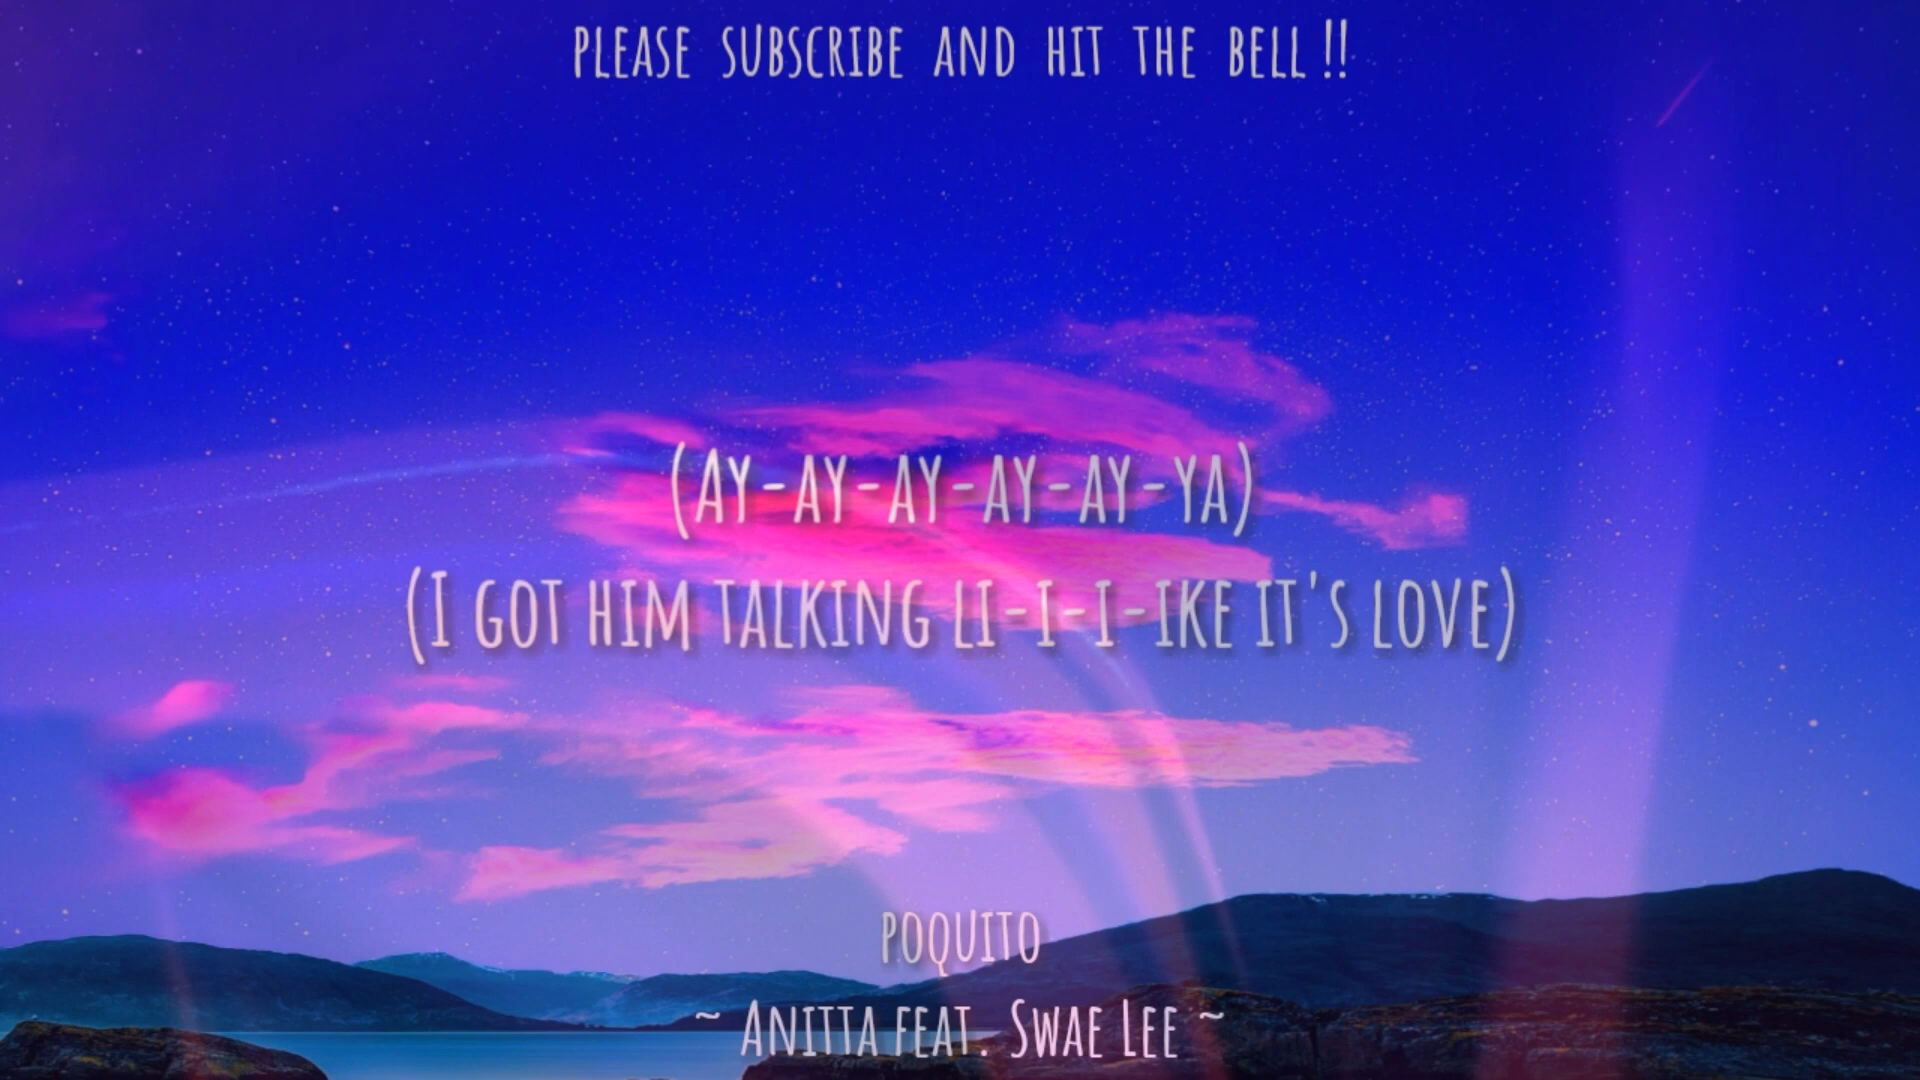 PLEASE SUBSCRIBE AND HIT THE BELL !!
(AY-AY-AY-AY-AY-YA)
(I GOT HIM TALKING LI-I-I-IKE IT'S LOVE)
POQUITO
~ ANITTA FEAT. SWAE LEE ~